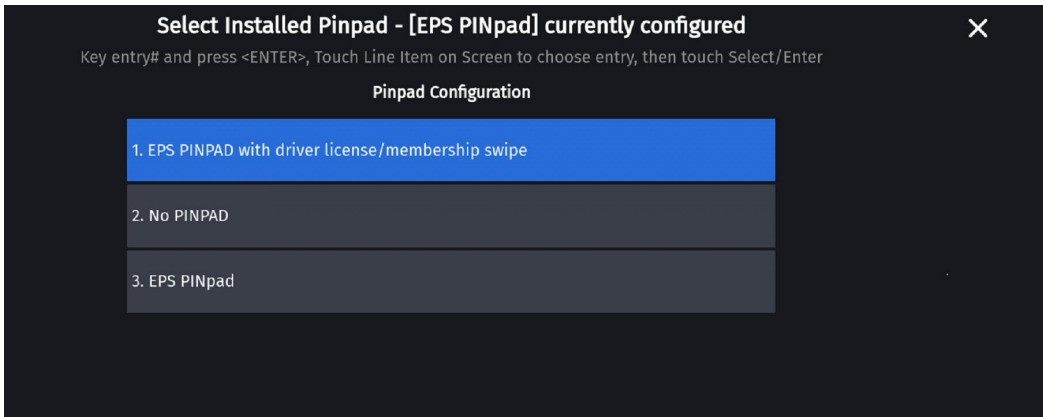 Select Installed Pinpad - [EPS PINpad] currently configured
Key entry# and press <ENTER>, Touch Line Item on Screen to choose entry, then touch Select/Enter
Pinpad Configuration
1. EPS PINPAD with driver license/membership swipe
2. No PINPAD
3. EPS PINpad